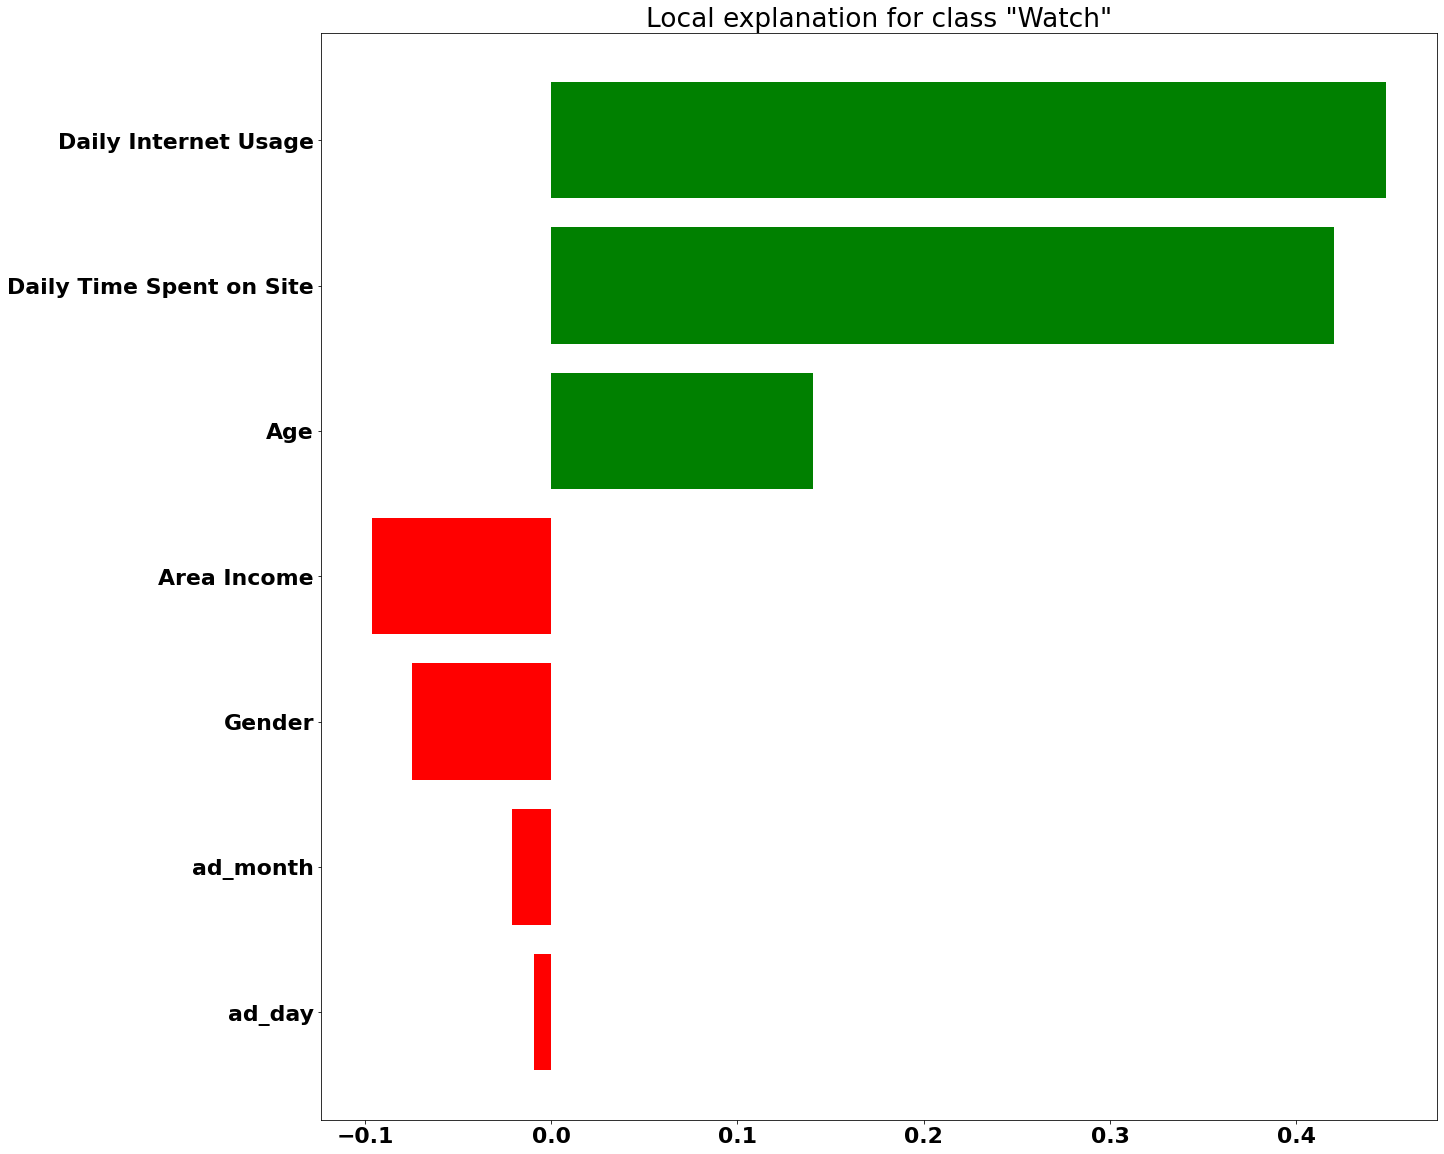 Local explanation for class "Watch"
Daily Internet Usage
Daily Time Spent on Site
Age
Area Income
Gender
ad_month
ad_day
−0.1 0.0 0.1 0.2 0.3 0.4